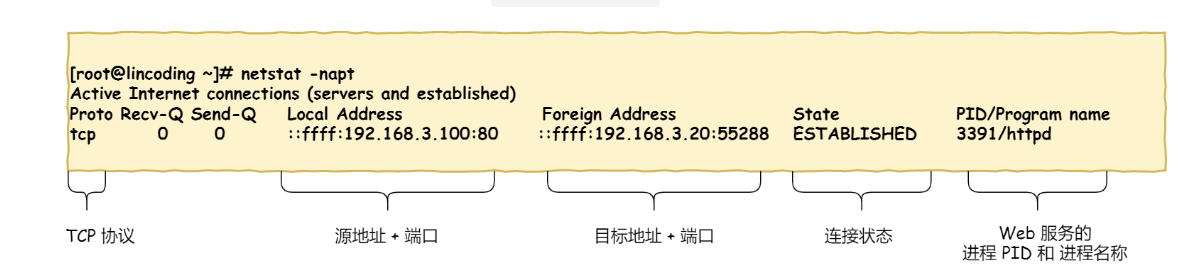 [root@lincoding ~]# netstat -napt
Active Internet connections (servers and established)
Proto Recv-Q Send-Q Local Address Foreign Address State PID/Program name
tcp 0 0 ::ffff:192.168.3.100:80 ::ffff:192.168.3.20:55288 ESTABLISHED 3391/httpd
TCP 协议 源地址 + 端口 目标地址 + 端口 连接状态 Web 服务的
进程 PID 和 进程名称